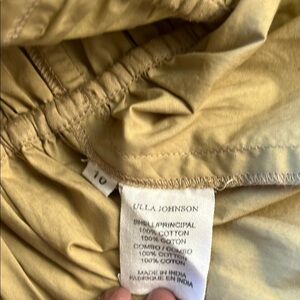 10
ULLA JOHNSON
SHELL/PRINCIPAL
100% COTTON
100% COTON
COMBO / COMBO
100% COTTON
100% COTON
MADE IN INDIA
FABRIQUÉ EN INDE